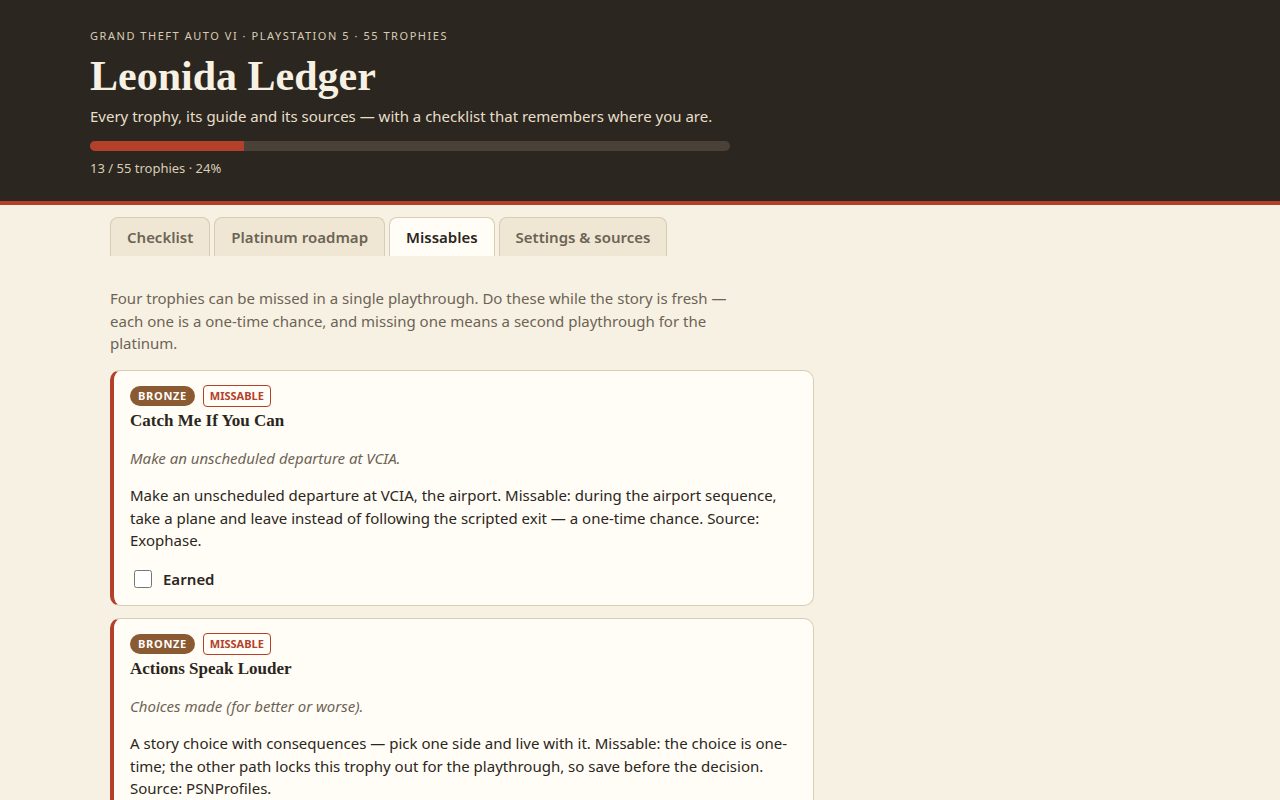 GRAND THEFT AUTO VI · PLAYSTATION 5 · 55 TROPHIES
Leonida Ledger
Every trophy, its guide and its sources — with a checklist that remembers where you are.
13 / 55 trophies · 24%
Checklist
Platinum roadmap
Missables
Settings & sources
Four trophies can be missed in a single playthrough. Do these while the story is fresh —
each one is a one-time chance, and missing one means a second playthrough for the
platinum.
BRONZE
MISSABLE
Catch Me If You Can
Make an unscheduled departure at VCIA.
Make an unscheduled departure at VCIA, the airport. Missable: during the airport sequence,
take a plane and leave instead of following the scripted exit — a one-time chance. Source:
Exophase.
Earned
BRONZE
MISSABLE
Actions Speak Louder
Choices made (for better or worse).
A story choice with consequences — pick one side and live with it. Missable: the choice is one-
time; the other path locks this trophy out for the playthrough, so save before the decision.
Source: PSNProfiles.